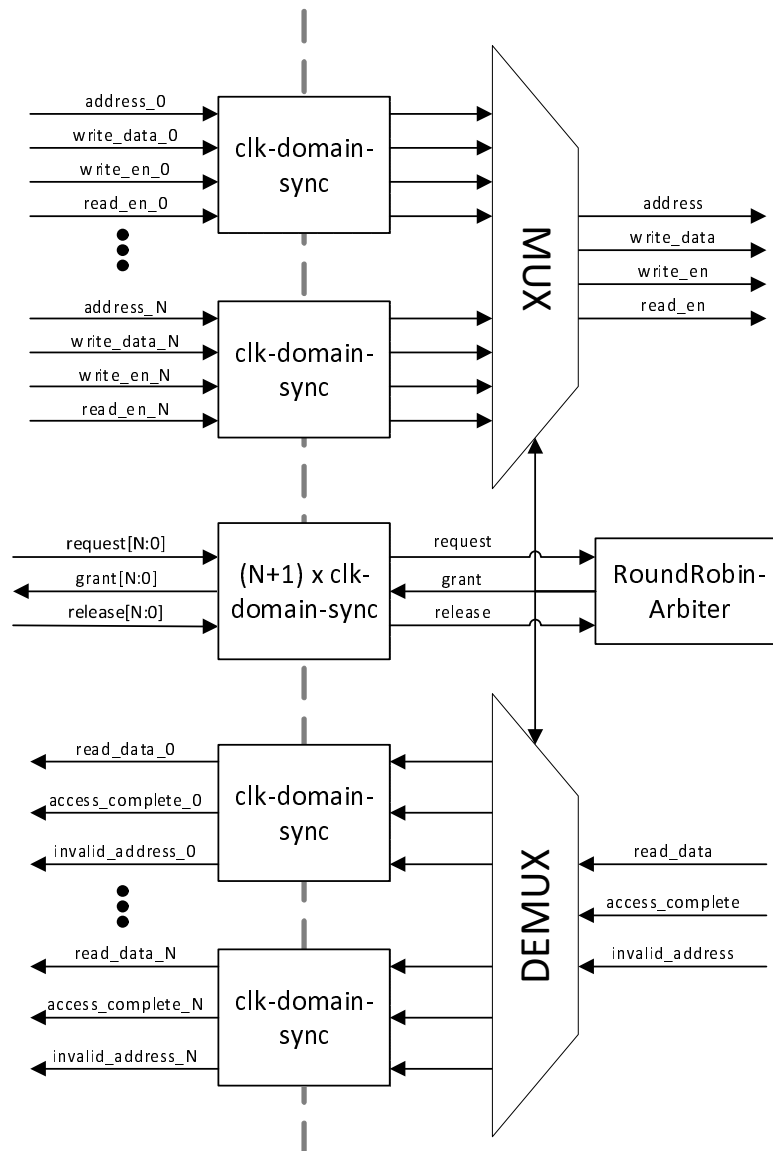 address_0
write_data_0
write_en_0
read_en_0
clk-domain-
sync
MUX
address
write_data
write_en
read_en
address_N
write_data_N
write_en_N
read_en_N
clk-domain-
sync
request[N:0]
grant[N:0]
release[N:0]
(N+1) x clk-
domain-sync
request
grant
release
RoundRobin-
Arbiter
read_data_0
access_complete_0
invalid_address_0
clk-domain-
sync
DEMUX
read_data
access_complete
invalid_address
read_data_N
access_complete_N
invalid_address_N
clk-domain-
sync